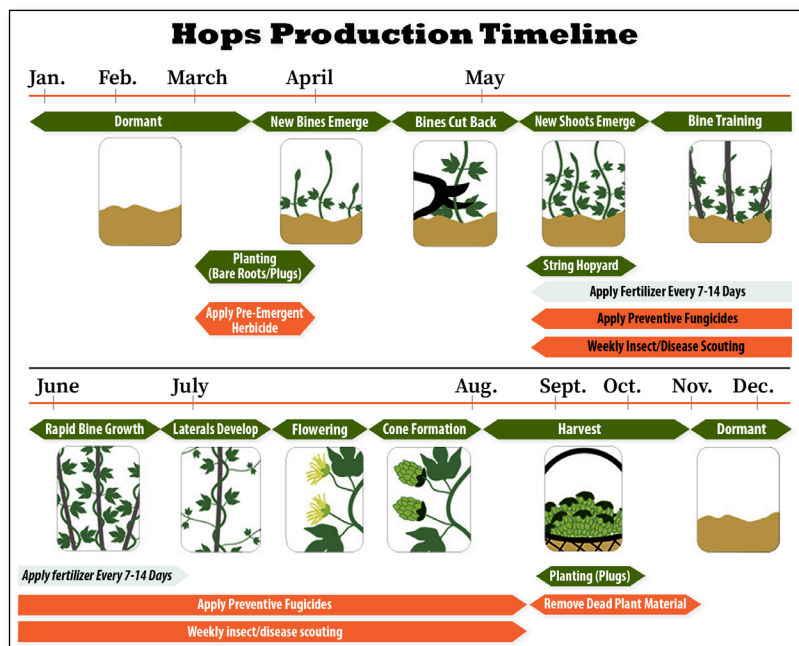 Hops Production Timeline
Jan. Feb. March April May
Dormant New Bines Emerge Bines Cut Back New Shoots Emerge Bine Training
Planting
(Bare Roots/Plugs)
String Hopyard
Apply Fertilizer Every 7-14 Days
Apply Pre-Emergent
Herbicide
Apply Preventive Fungicides
Weekly Insect/Disease Scouting
June July Aug. Sept. Oct. Nov. Dec.
Rapid Bine Growth Laterals Develop Flowering Cone Formation Harvest Dormant
Apply fertilizer Every 7-14 Days
Planting (Plugs)
Apply Preventive Fugicides
Remove Dead Plant Material
Weekly insect/disease scouting